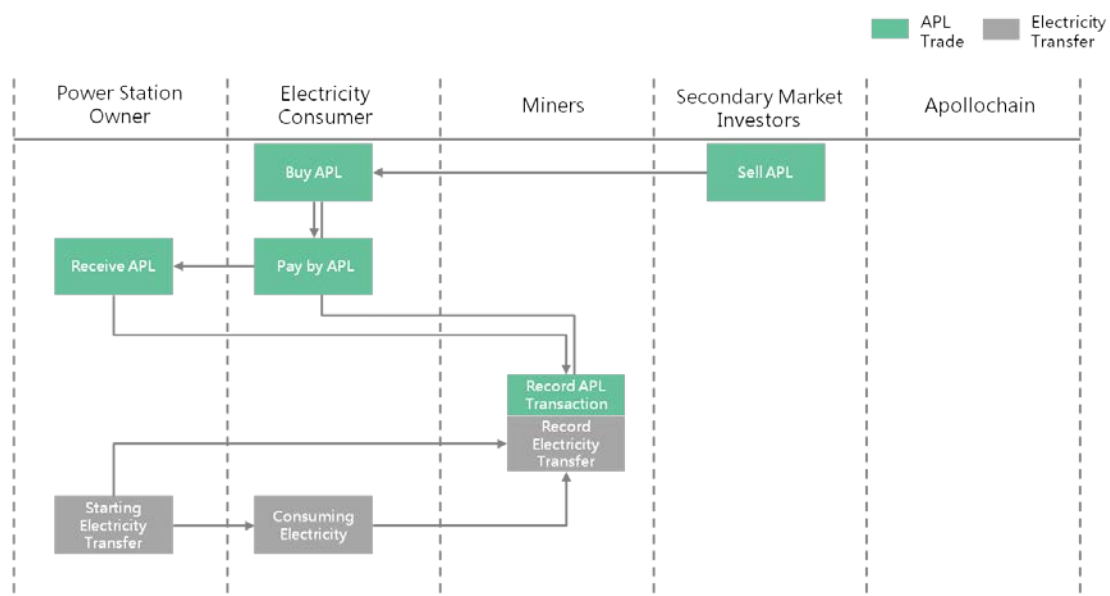 APL
Trade
Electricity
Transfer
Power Station
Owner
Electricity
Consumer
Miners
Secondary Market
Investors
Apollochain
Buy APL
Sell APL
Receive APL
Pay by APL
Record APL
Transaction
Record
Electricity
Transfer
Starting
Electricity
Transfer
Consuming
Electricity